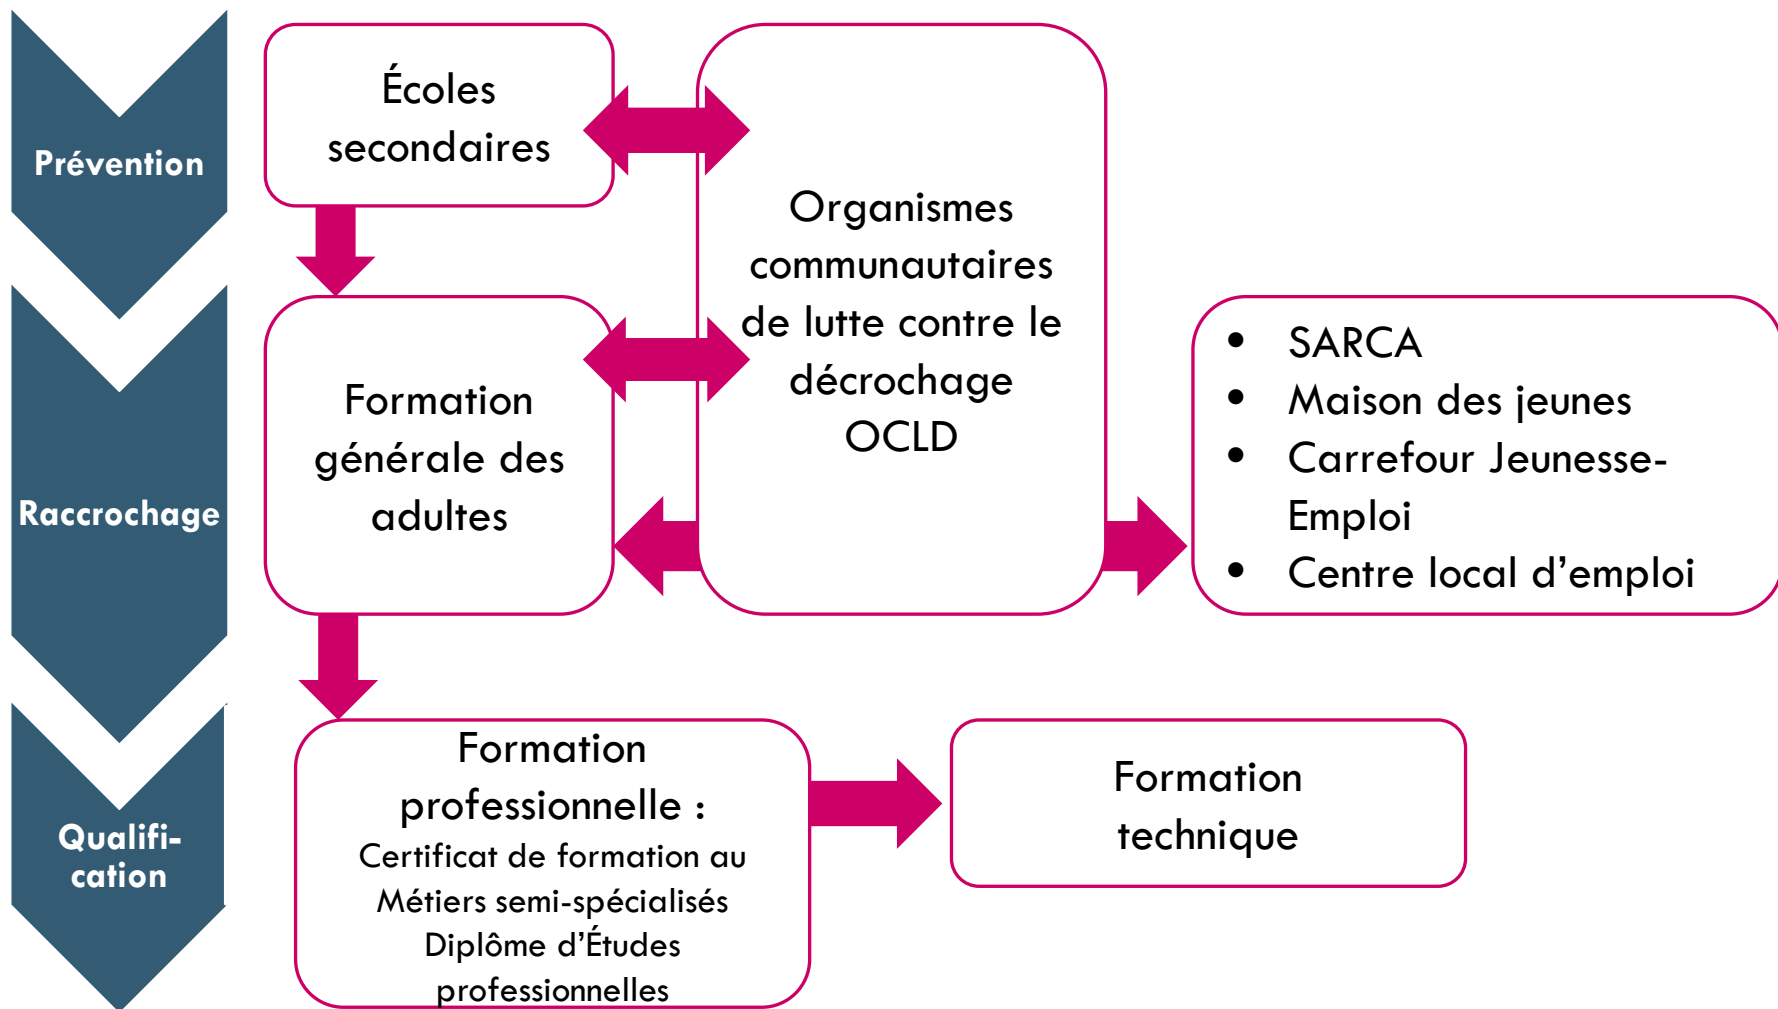 Prévention
Écoles
secondaires
Organismes
communautaires
de lutte contre le
décrochage
OCLD
Raccrochage
Formation
générale des
adultes
• SARCA
• Maison des jeunes
• Carrefour Jeunesse-
Emploi
• Centre local d'emploi
Qualifi-
cation
Formation
professionnelle :
Certificat de formation au
Métiers semi-spécialisés
Diplôme d'Études
professionnelles
Formation
technique